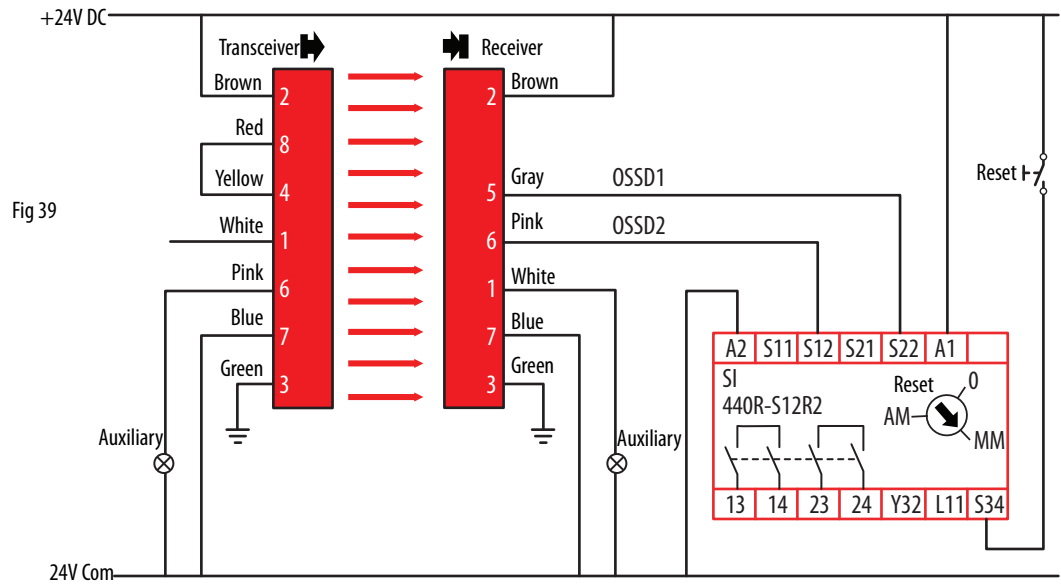 +24V DC
Fig 39
Transceiver
Receiver
Brown
2
Red
8
Yellow
4
White
1
Pink
6
Blue
7
Green
3
Auxiliary
2
Brown
5
Gray
OSSD1
6
Pink
OSSD2
1
White
7
Blue
3
Green
Auxiliary
Reset
A2 S11 S12 S21 S22 A1
SI
440R-S12R2
Reset
0
AM
MM
13 14 23 24 Y32 L11 S34
24V Com